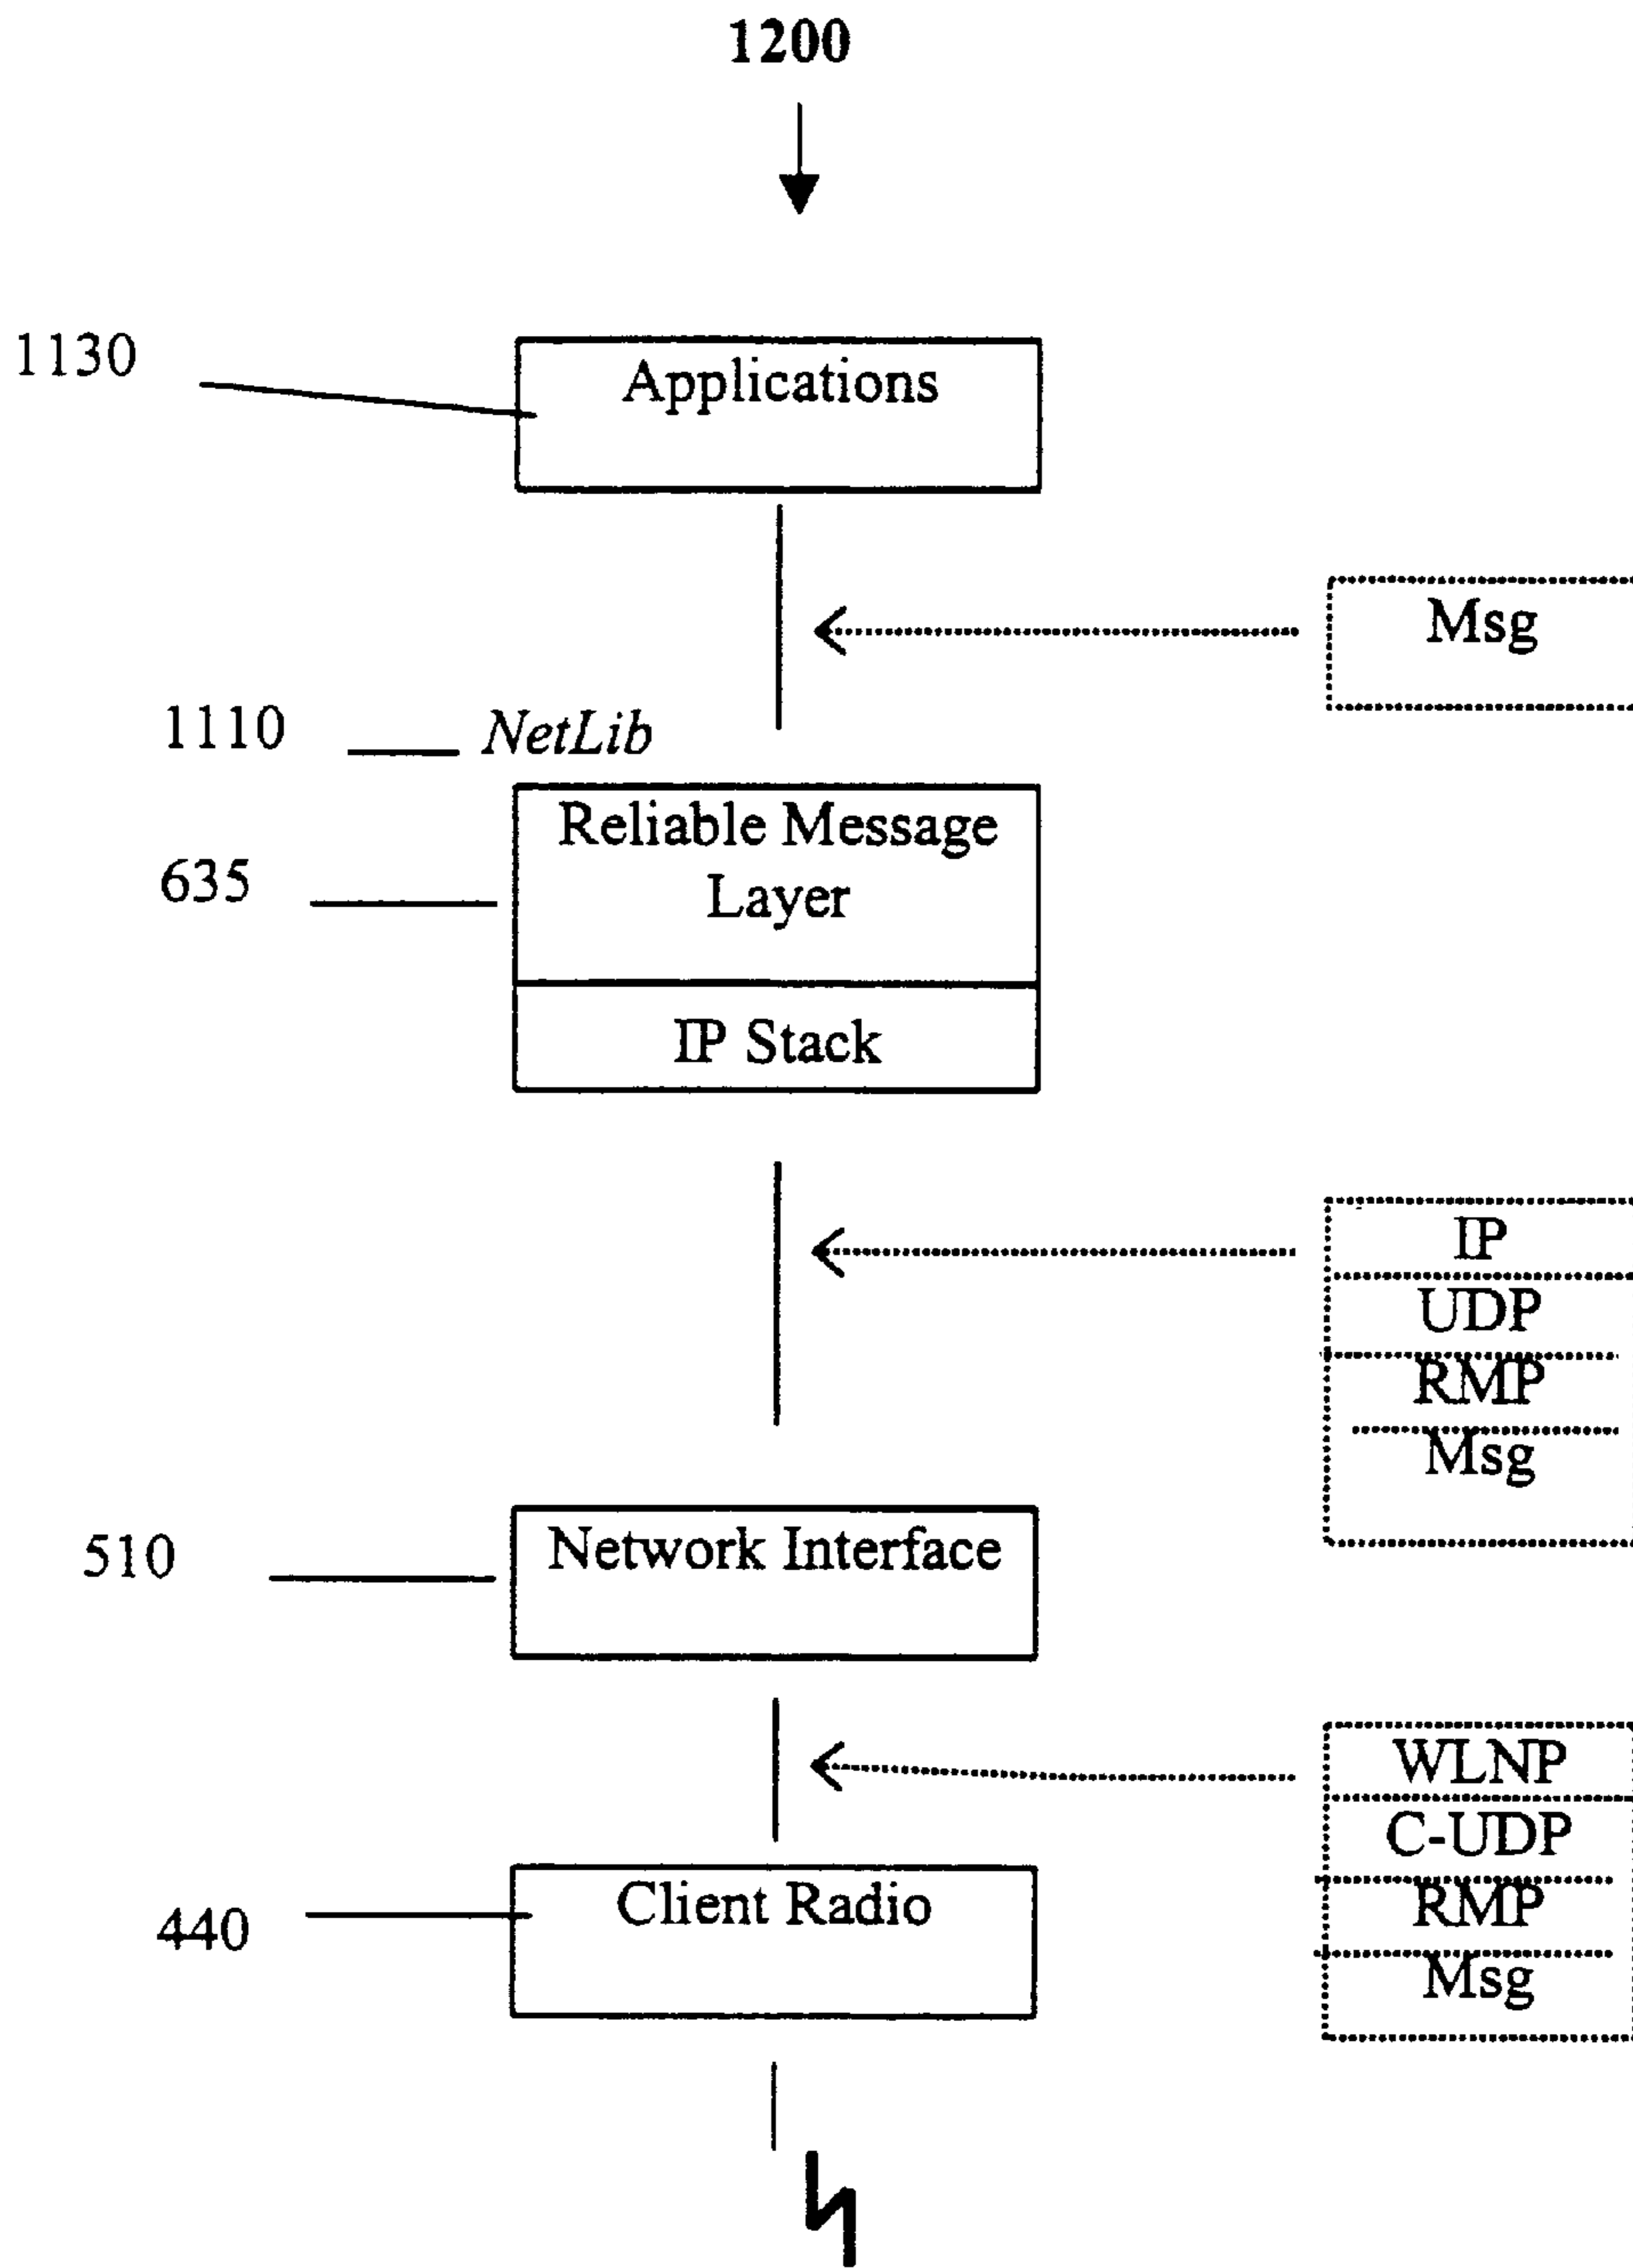 1200
1130
Applications
Msg
1110
NetLib
635
Reliable Message
Layer
IP Stack
IP
UDP
RMP
Msg
510
Network Interface
WLNP
C-UDP
RMP
Msg
440
Client Radio